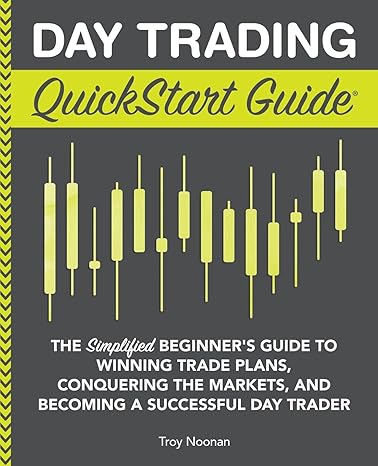 DAY TRADING
QuickStart Guide®
THE Simplified BEGINNER'S GUIDE TO
WINNING TRADE PLANS,
CONQUERING THE MARKETS, AND
BECOMING A SUCCESSFUL DAY TRADER
Troy Noonan